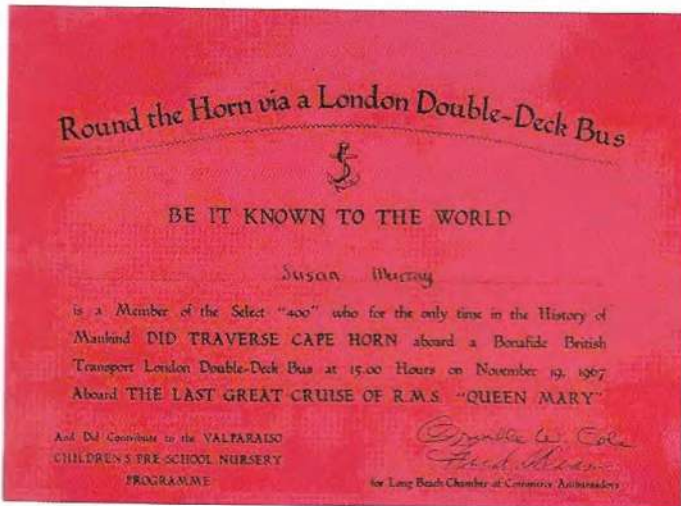 Round the Horn via a London Double-Deck Bus
BE IT KNOWN TO THE WORLD
Susan Murray
is a Member of the Select "400" who for the only time in the History of
Mankind DID TRAVERSE CAPE HORN aboard a Bonafide British
Transport London Double-Deck Bus at 15.00 Hours on November 19, 1967
Aboard THE LAST GREAT CRUISE OF R.M.S. "QUEEN MARY"
And Did Contribute to the VALPARAISO
CHILDREN'S PRE-SCHOOL NURSERY
PROGRAMME
W. Cole
for Long Beach Chamber of Commerce Ambassadors